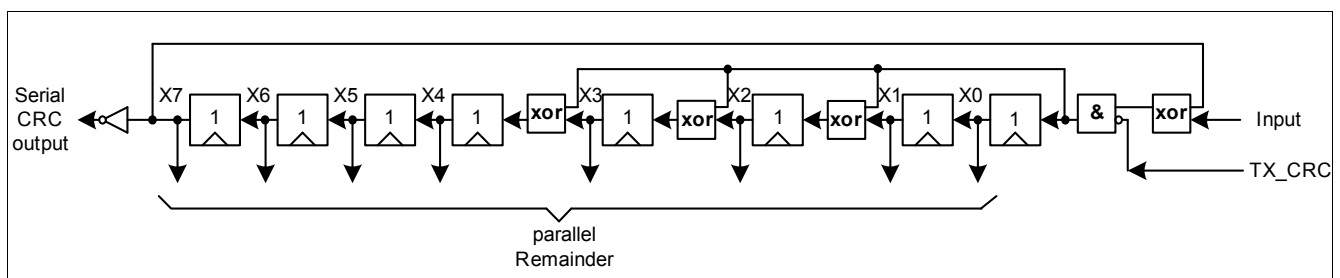 Serial
CRC
output
X7
1
X6
1
X5
1
X4
1
xor
X3
1
xor
X2
1
xor
X1
1
X0
1
&
xor
Input
TX_CRC
parallel
Remainder